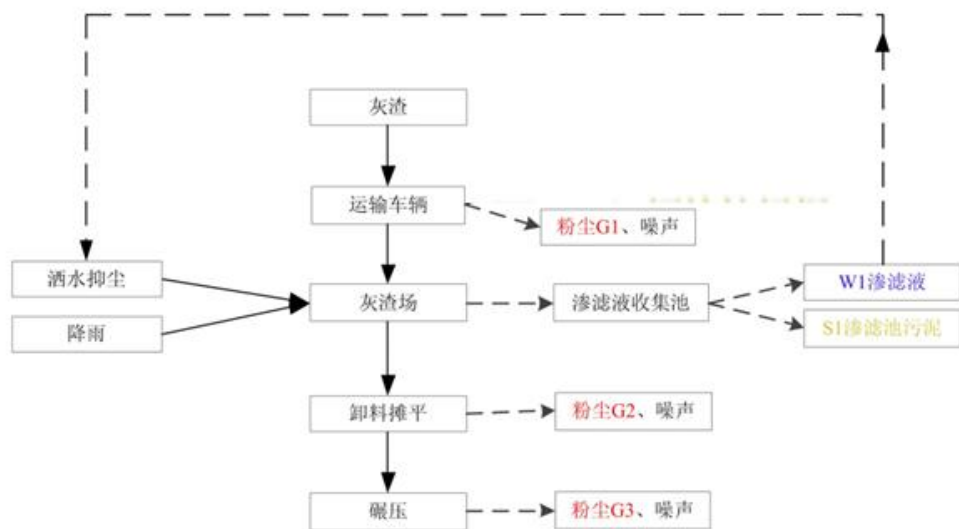 灰渣
运输车辆
粉尘G1、噪声
洒水抑尘
灰渣场
渗滤液收集池
W1渗滤液
降雨
S1渗滤池污泥
卸料摊平
粉尘G2、噪声
碾压
粉尘G3、噪声